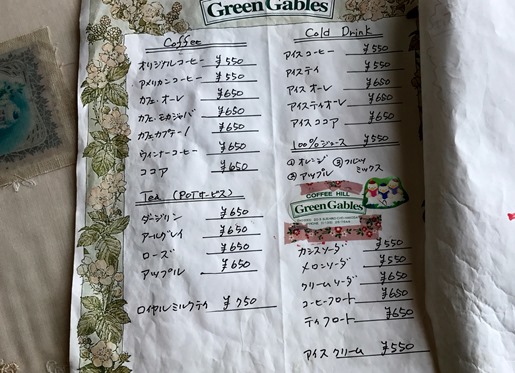 Green Gables
Coffee
オリジナルコーヒー ¥550
アメリカンコーヒー ¥550
カフェ・オーレ ¥650
カフェ・モカジャバ ¥650
カフェカプチーノ ¥650
ウィンナーコーヒー ¥650
ココア ¥650
Tea (POTサービス)
ダージリン ¥650
アールグレイ ¥650
ローズ ¥650
アップル ¥650
ロイヤルミルクティ ¥750
Cold Drink
アイスコーヒー ¥550
アイスティ ¥550
アイスオーレ ¥650
アイスティオーレ ¥650
アイスココア ¥650
100%ジュース ¥550
①オレンジ ③フルーツ
②アップル ミックス
COFFEE HILL
Green Gables
カシスソーダ ¥550
メロンソーダ ¥550
クリームソーダ ¥650
コーヒーフロート ¥650
ティフロート ¥650
アイスクリーム ¥550